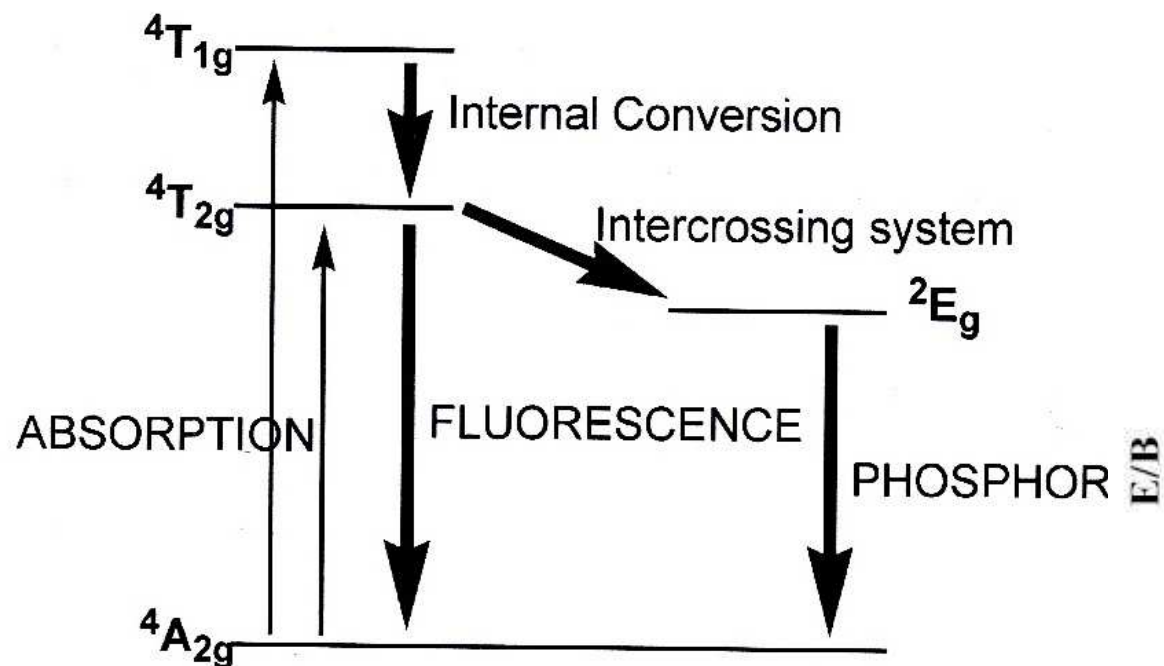 ⁴T₁g
Internal Conversion
⁴T₂g
Intercrossing system
²Eg
ABSORPTION
FLUORESCENCE
PHOSPHOR
E/B
⁴A₂g